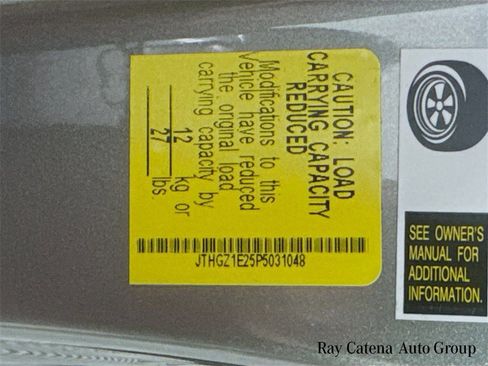 CAUTION: LOAD
CARRYING CAPACITY
REDUCED
Modifications to this
vehicle have reduced
the original load
carrying capacity by
12 kg or
27 lbs.
JTHGZ1E25P5031048
SEE OWNER'S
MANUAL FOR
ADDITIONAL
INFORMATION.
Ray Catena Auto Group